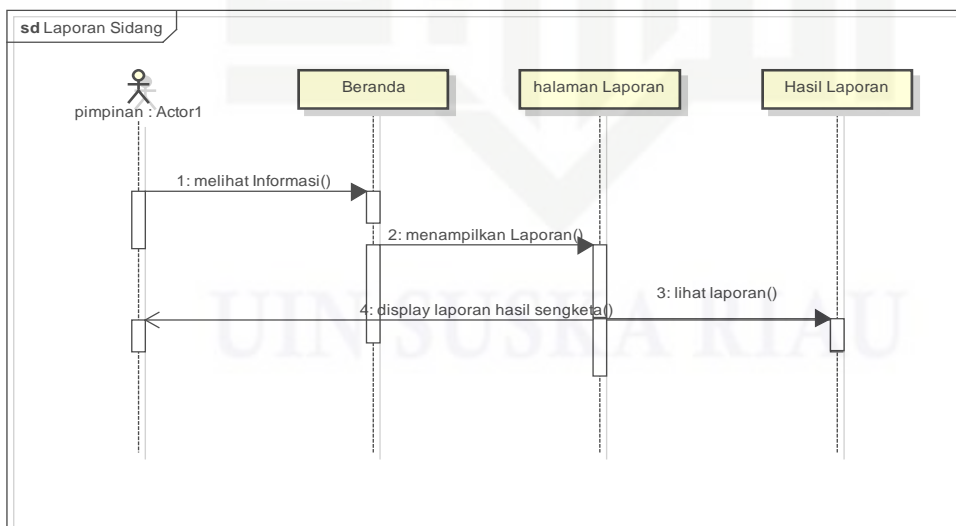 sd Laporan Sidang
pimpinan : Actor1
Beranda
halaman Laporan
Hasil Laporan
1: melihat Informasi()
2: menampilkan Laporan()
3: lihat laporan()
4: display laporan hasil sengketa()
UIN SUSKA RIAU